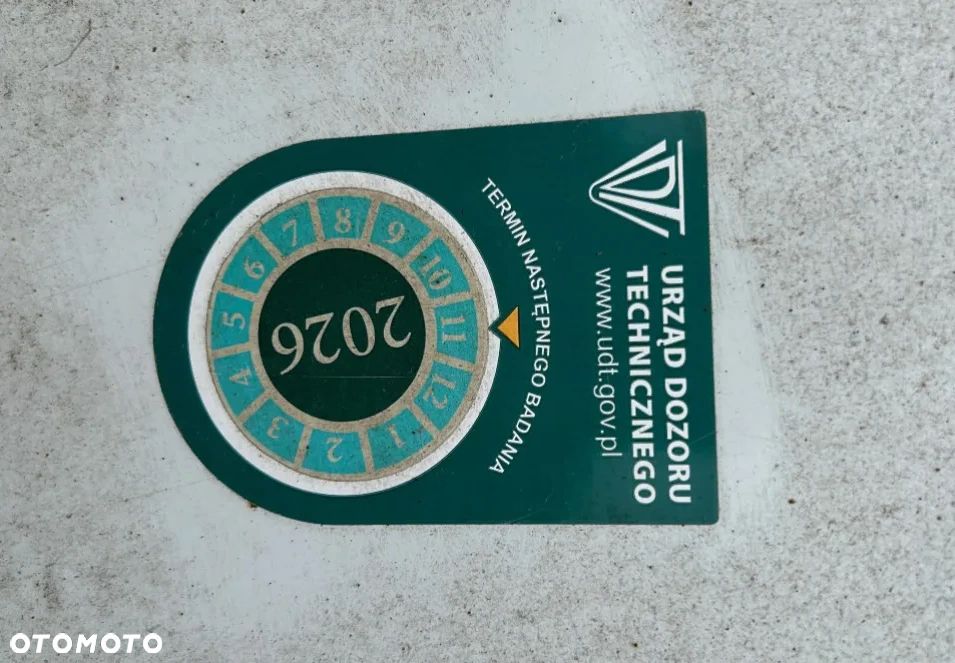 UDT
URZĄD DOZORU
TECHNICZNEGO
www.udt.gov.pl
TERMIN NASTĘPNEGO BADANIA
1 2 3 4 5 6 7 8 9 10 11 12
2026
OTOMOTO